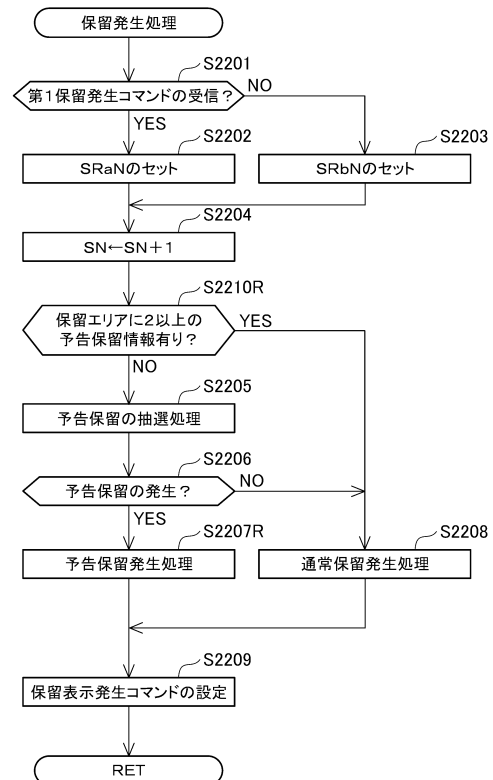 保留発生処理
S2201
第1保留発生コマンドの受信?
NO
YES
S2202
S2203
SRaNのセット
SRbNのセット
S2204
SN←SN+1
S2210R
保留エリアに2以上の
予告保留情報有り?
YES
NO
S2205
予告保留の抽選処理
S2206
予告保留の発生?
NO
YES
S2207R
S2208
予告保留発生処理
通常保留発生処理
S2209
保留表示発生コマンドの設定
RET